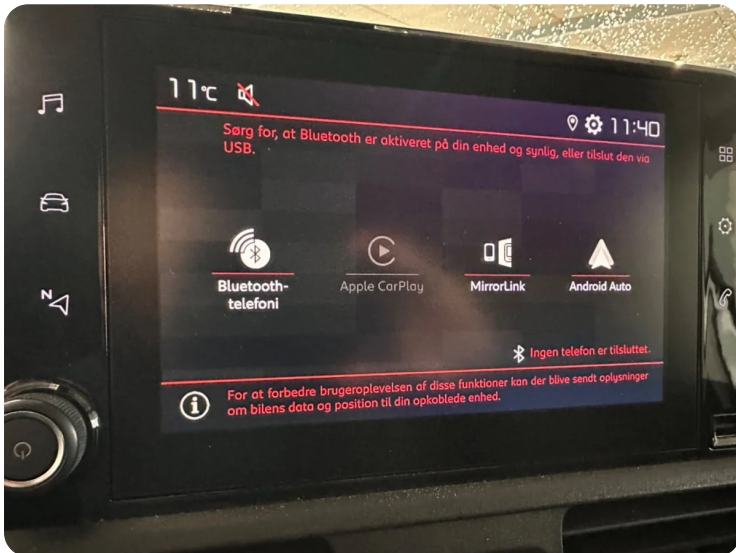 11°C
11:40
Sørg for, at Bluetooth er aktiveret på din enhed og synlig, eller tilslut den via
USB.
Bluetooth-
telefoni
Apple CarPlay
MirrorLink
Android Auto
Ingen telefon er tilsluttet.
For at forbedre brugeroplevelsen af disse funktioner kan der blive sendt oplysninger
om bilens data og position til din opkoblede enhed.
N